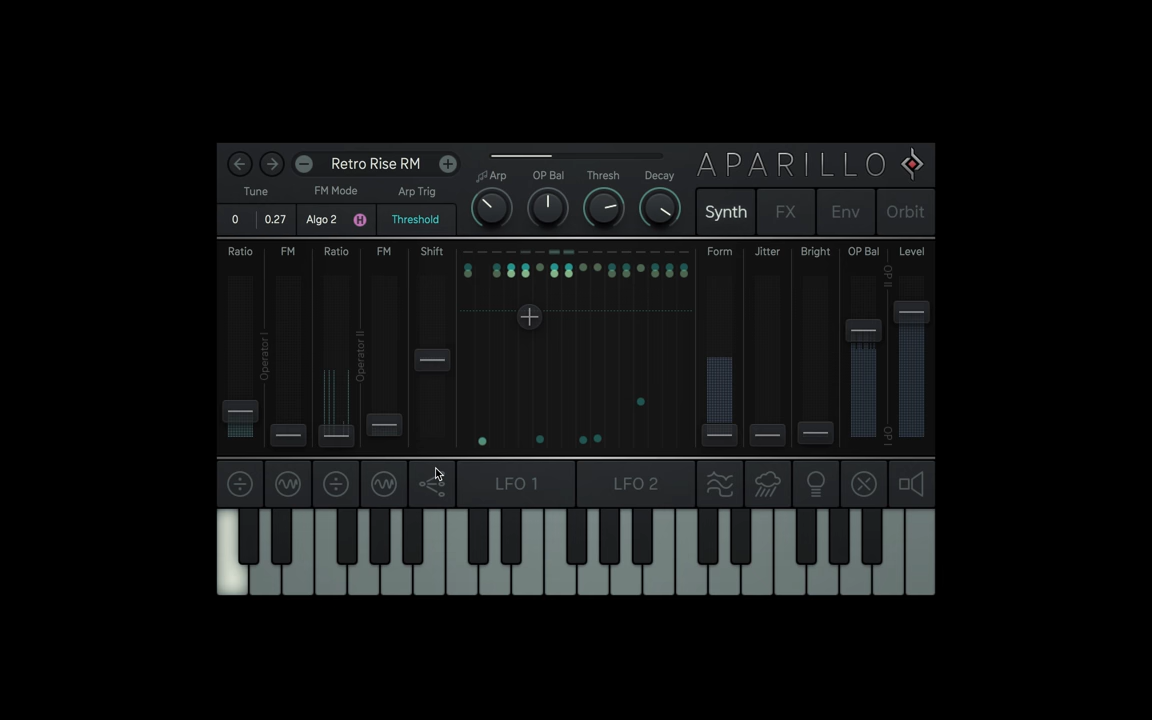 Retro Rise RM
APARILLO
Tune FM Mode Arp Trig
Arp OP Bal Thresh Decay
0 0.27 Algo 2 H Threshold
Synth FX Env Orbit
Ratio FM Ratio FM Shift
Form Jitter Bright OP Bal Level
Operator I
Operator II
OP II
OP I
LFO 1 LFO 2